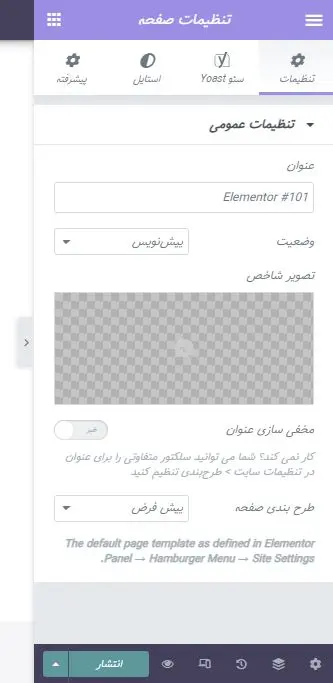 تنظیمات صفحه
تنظیمات
سئو Yoast
استایل
پیشرفته
تنظیمات عمومی
عنوان
Elementor #101
وضعیت
پیش‌نویس
تصویر شاخص
مخفی سازی عنوان
خیر
کار نمی کند؟ شما می توانید سلکتور متفاوتی را برای عنوان
در تنظیمات سایت > طرح‌بندی تنظیم کنید.
طرح بندی صفحه
پیش فرض
The default page template as defined in Elementor
Panel → Hamburger Menu → Site Settings.
انتشار